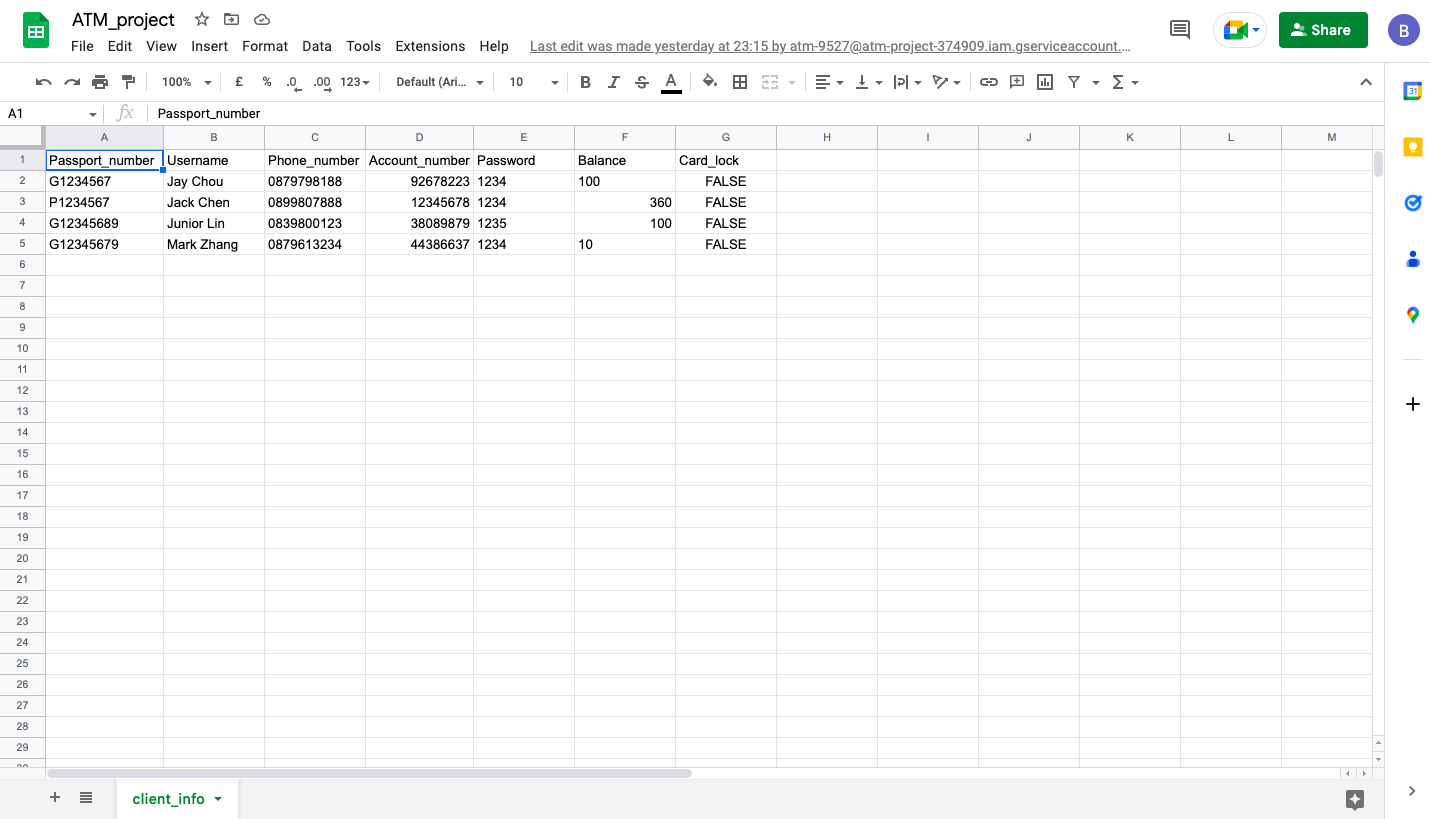 ATM_project
File Edit View Insert Format Data Tools Extensions Help Last edit was made yesterday at 23:15 by atm-9527@atm-project-374909.iam.gserviceaccount....
Share
B
100% £ % .0 .00 123 Default (Ari... 10 B I S A
31
A1 fx Passport_number
A B C D E F G H I J K L M
1 Passport_number Username Phone_number Account_number Password Balance Card_lock
2 G1234567 Jay Chou 0879798188 92678223 1234 100 FALSE
3 P1234567 Jack Chen 0899807888 12345678 1234 360 FALSE
4 G12345689 Junior Lin 0839800123 38089879 1235 100 FALSE
5 G12345679 Mark Zhang 0879613234 44386637 1234 10 FALSE
6
7
8
9
10
11
12
13
14
15
16
17
18
19
20
21
22
23
24
25
26
27
28
29
client_info